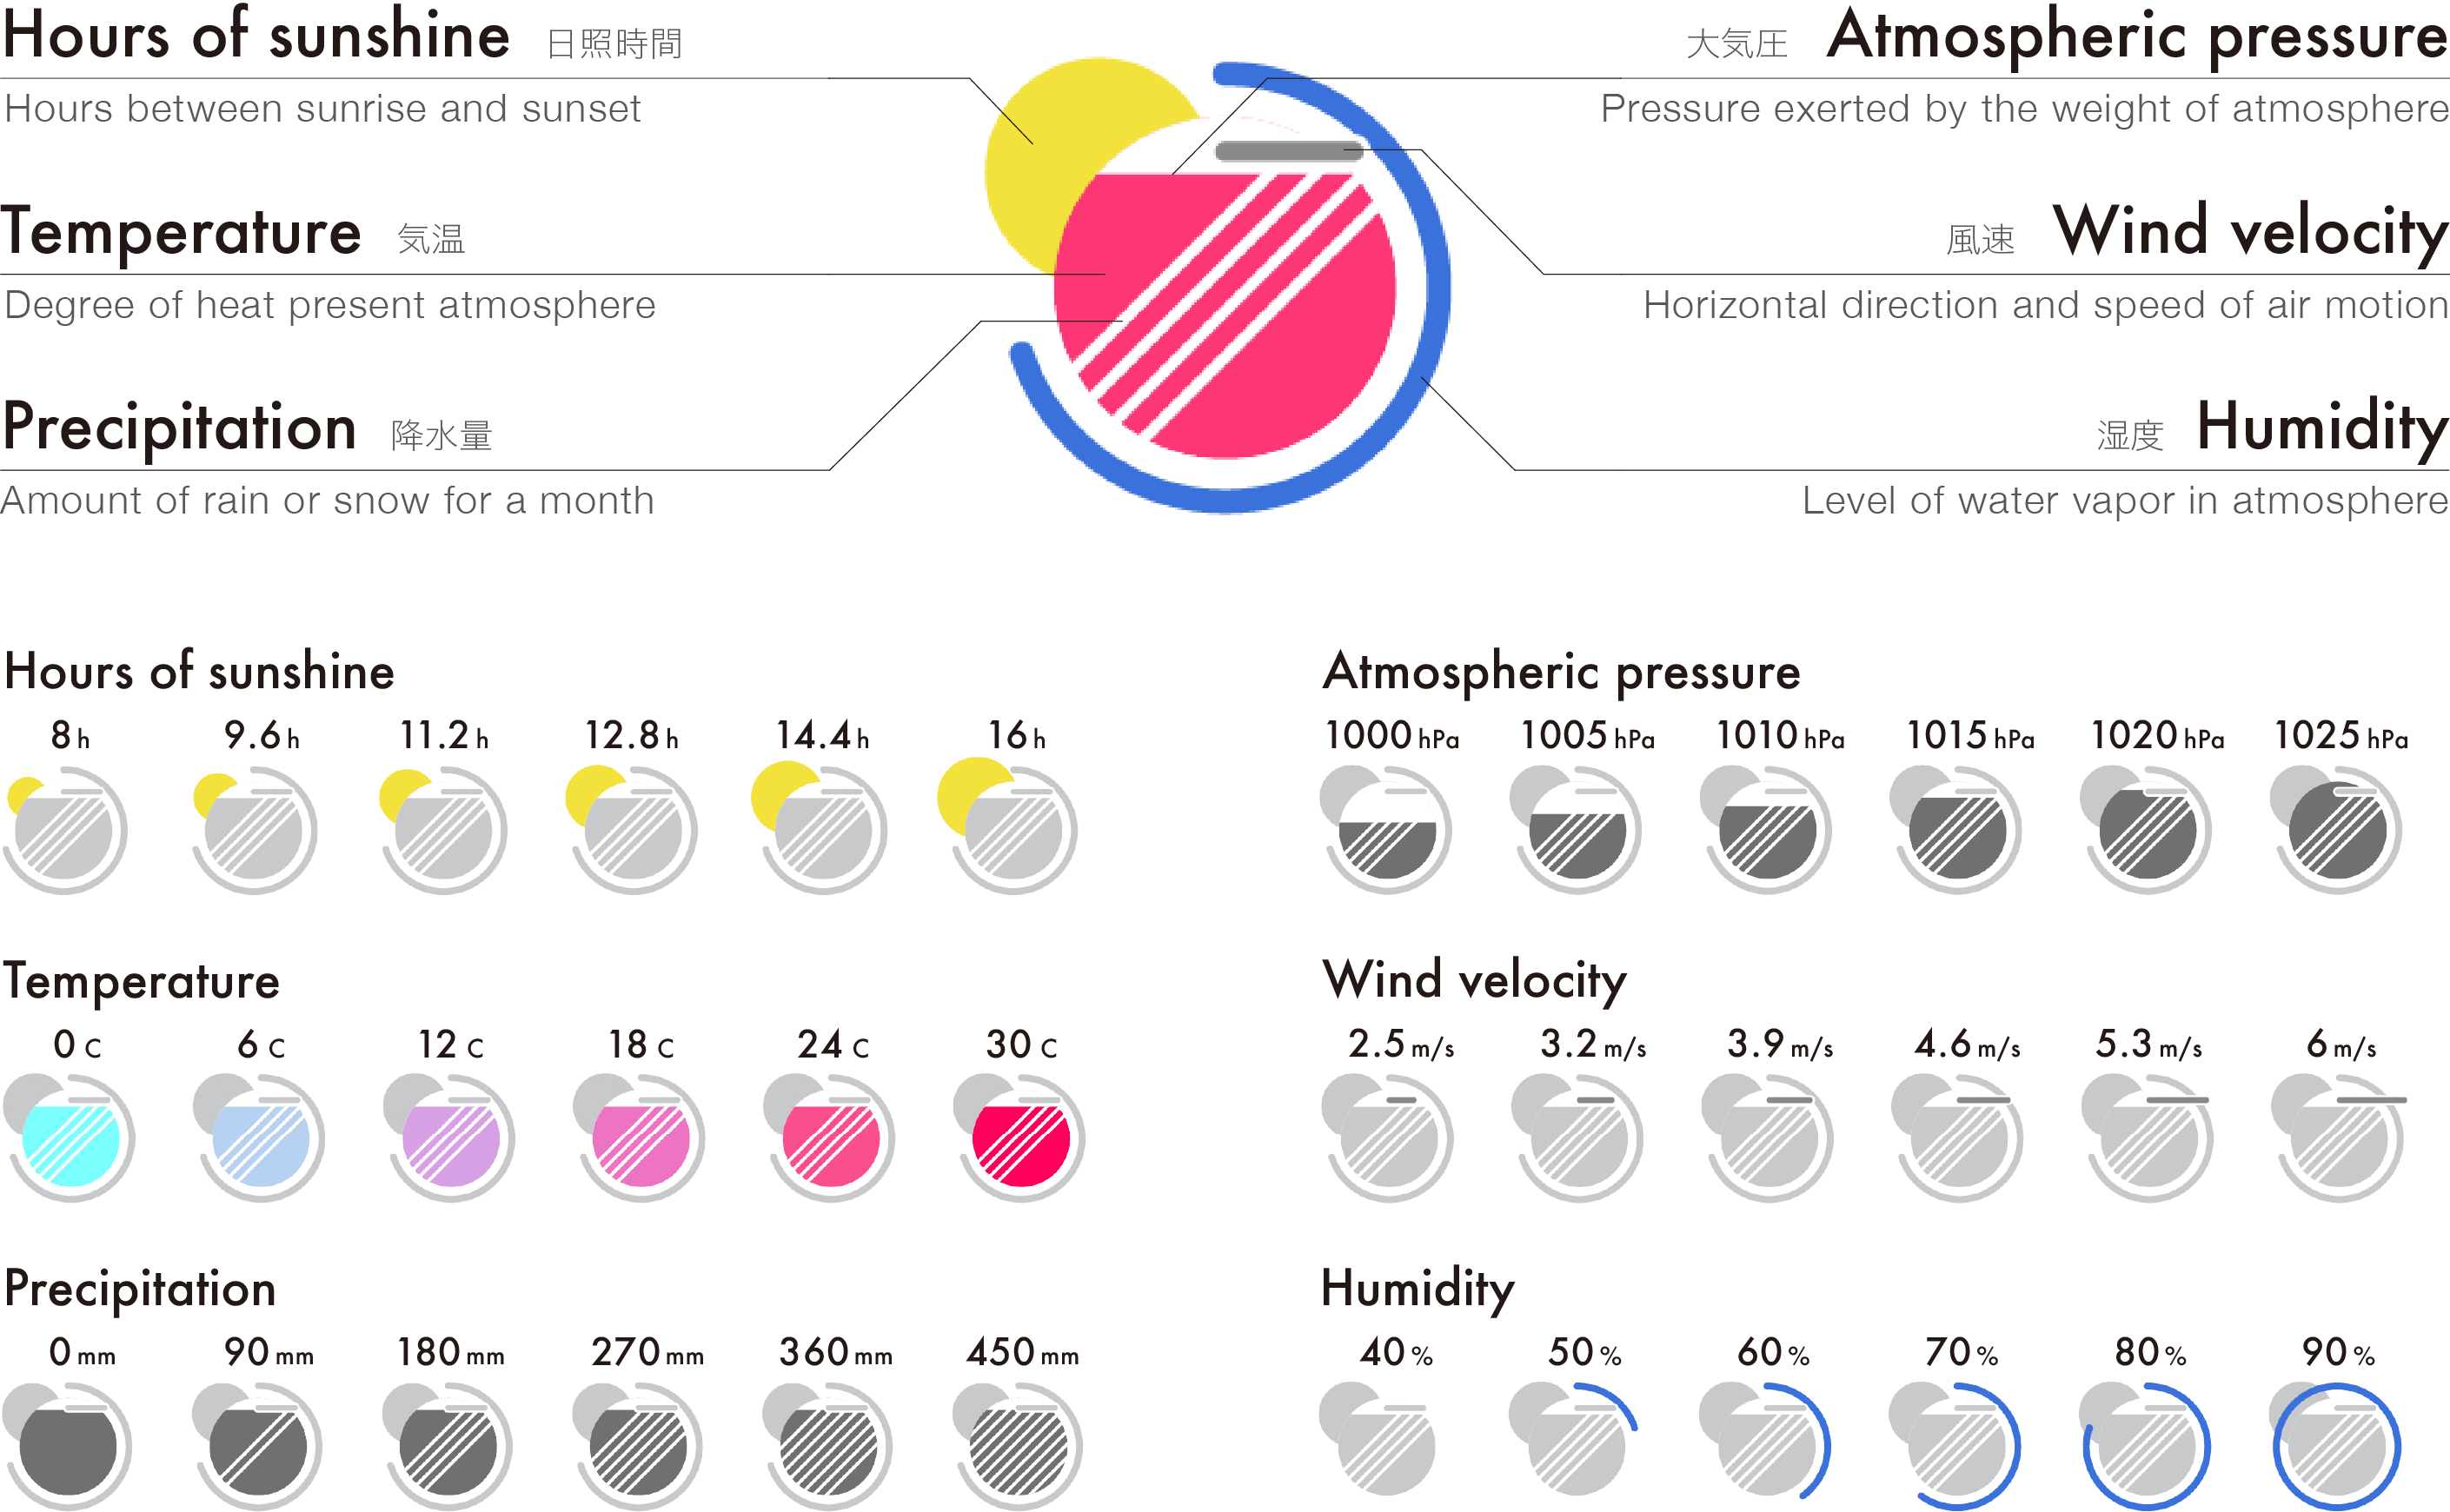 Hours of sunshine 日照時間
Hours between sunrise and sunset
Temperature 気温
Degree of heat present atmosphere
Precipitation 降水量
Amount of rain or snow for a month
大気圧 Atmospheric pressure
Pressure exerted by the weight of atmosphere
風速 Wind velocity
Horizontal direction and speed of air motion
湿度 Humidity
Level of water vapor in atmosphere
Hours of sunshine
8 h 9.6 h 11.2 h 12.8 h 14.4 h 16 h
Temperature
0 C 6 C 12 C 18 C 24 C 30 C
Precipitation
0 mm 90 mm 180 mm 270 mm 360 mm 450 mm
Atmospheric pressure
1000 hPa 1005 hPa 1010 hPa 1015 hPa 1020 hPa 1025 hPa
Wind velocity
2.5 m/s 3.2 m/s 3.9 m/s 4.6 m/s 5.3 m/s 6 m/s
Humidity
40 % 50 % 60 % 70 % 80 % 90 %